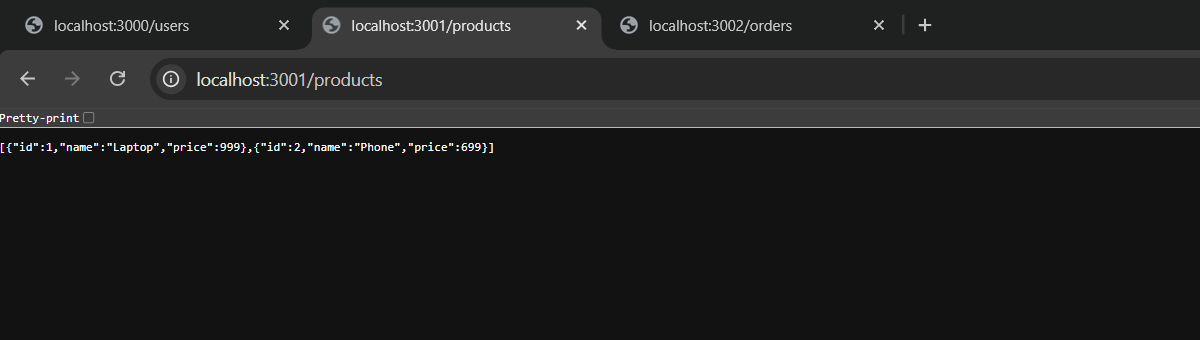 localhost:3000/users
localhost:3001/products
localhost:3002/orders
localhost:3001/products
Pretty-print
[{"id":1,"name":"Laptop","price":999},{"id":2,"name":"Phone","price":699}]